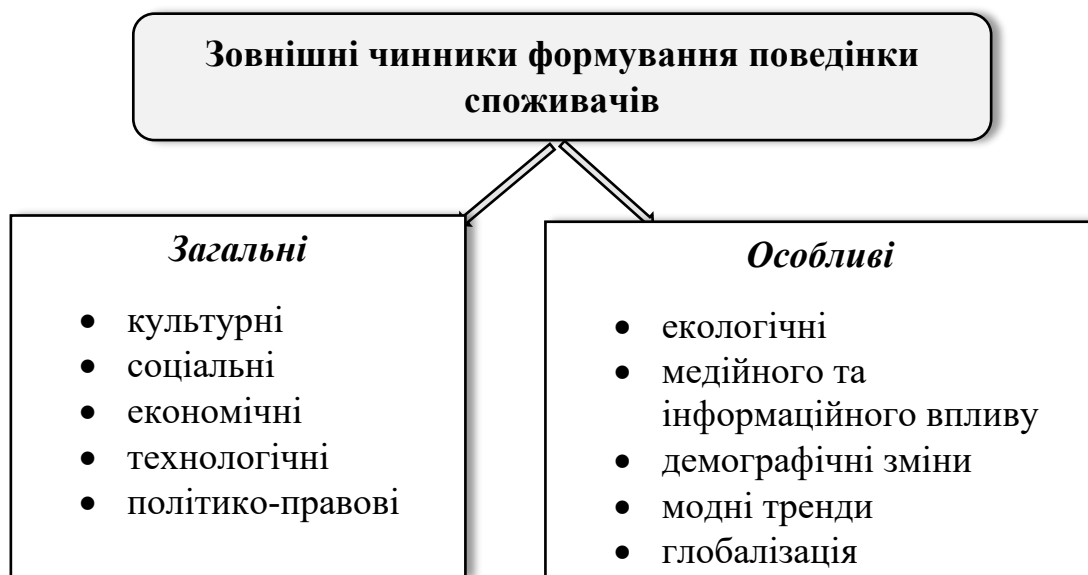 Зовнішні чинники формування поведінки
споживачів
Загальні
• культурні
• соціальні
• економічні
• технологічні
• політико-правові
Особливі
• екологічні
• медійного та
інформаційного впливу
• демографічні зміни
• модні тренди
• глобалізація